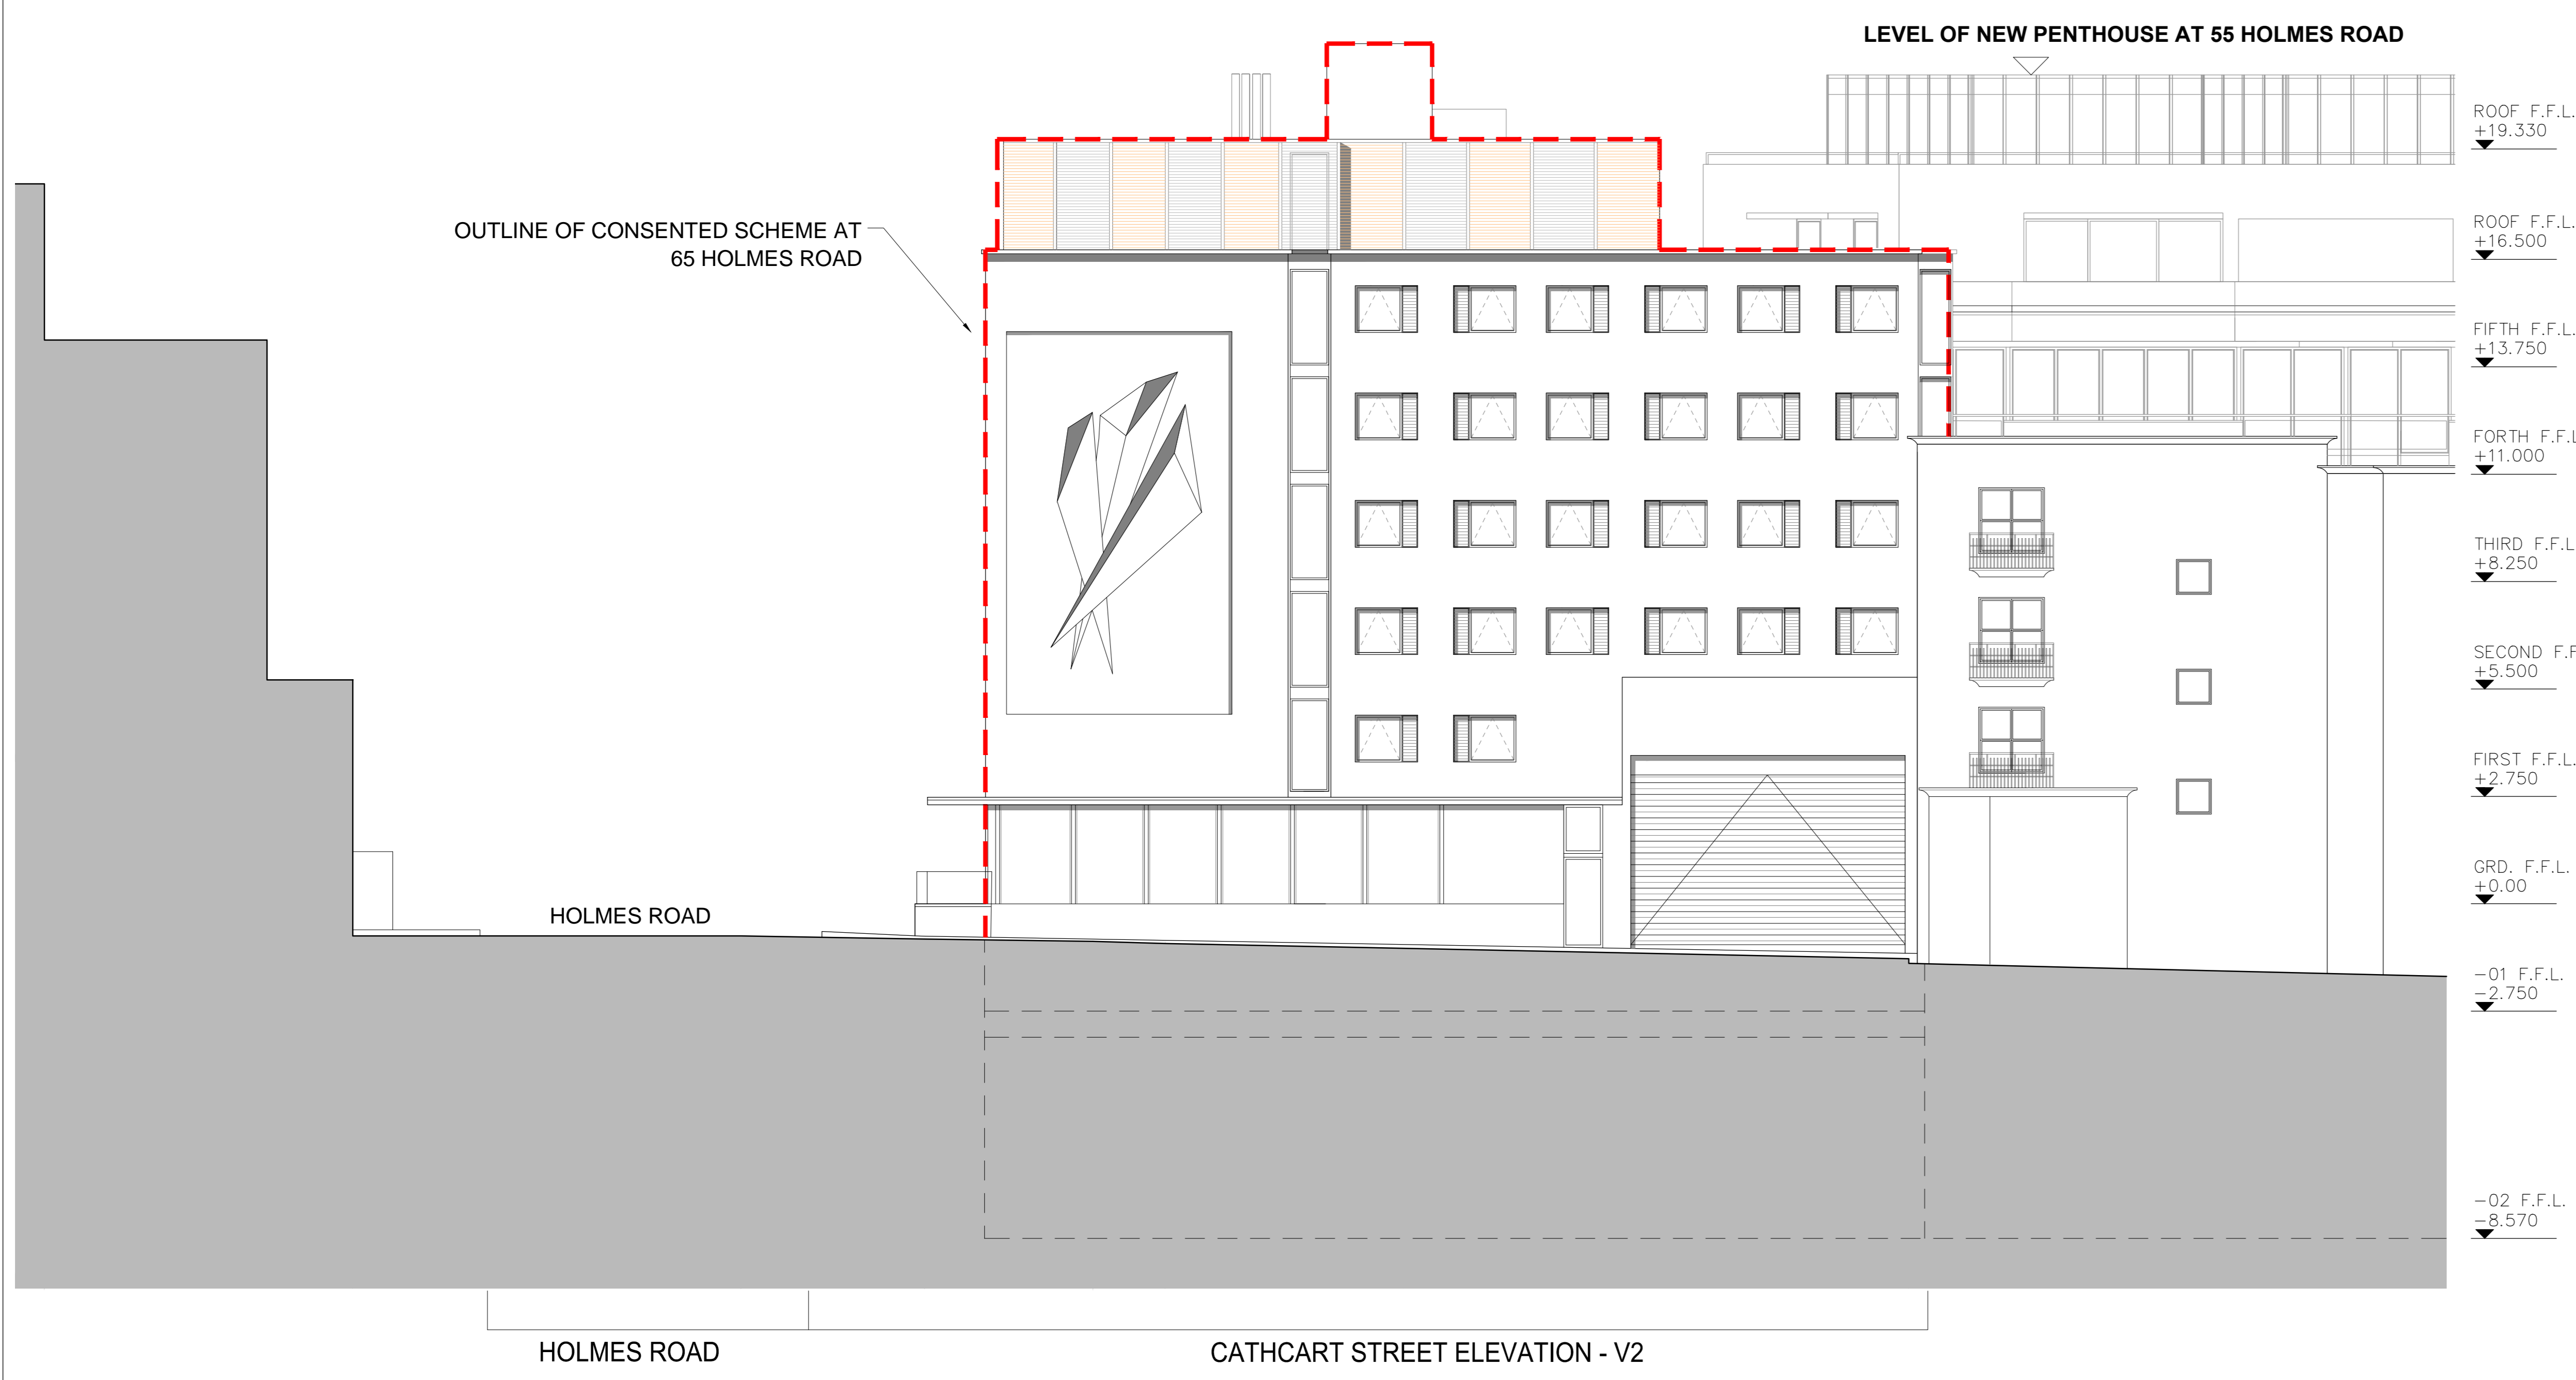 LEVEL OF NEW PENTHOUSE AT 55 HOLMES ROAD
ROOF F.F.L.
+19.330
OUTLINE OF CONSENTED SCHEME AT
65 HOLMES ROAD
ROOF F.F.L.
+16.500
FIFTH F.F.L.
+13.750
FORTH F.F.L
+11.000
THIRD F.F.L
+8.250
SECOND F.F
+5.500
FIRST F.F.L.
+2.750
GRD. F.F.L.
+0.00
HOLMES ROAD
-01 F.F.L.
-2.750
-02 F.F.L.
-8.570
HOLMES ROAD
CATHCART STREET ELEVATION - V2